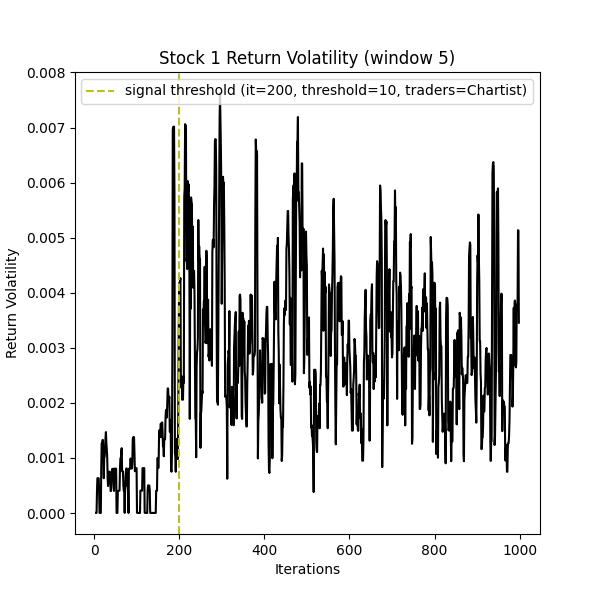 Stock 1 Return Volatility (window 5)
signal threshold (it=200, threshold=10, traders=Chartist)
0.008
0.007
0.006
0.005
0.004
0.003
0.002
0.001
0.000
Return Volatility
0 200 400 600 800 1000
Iterations